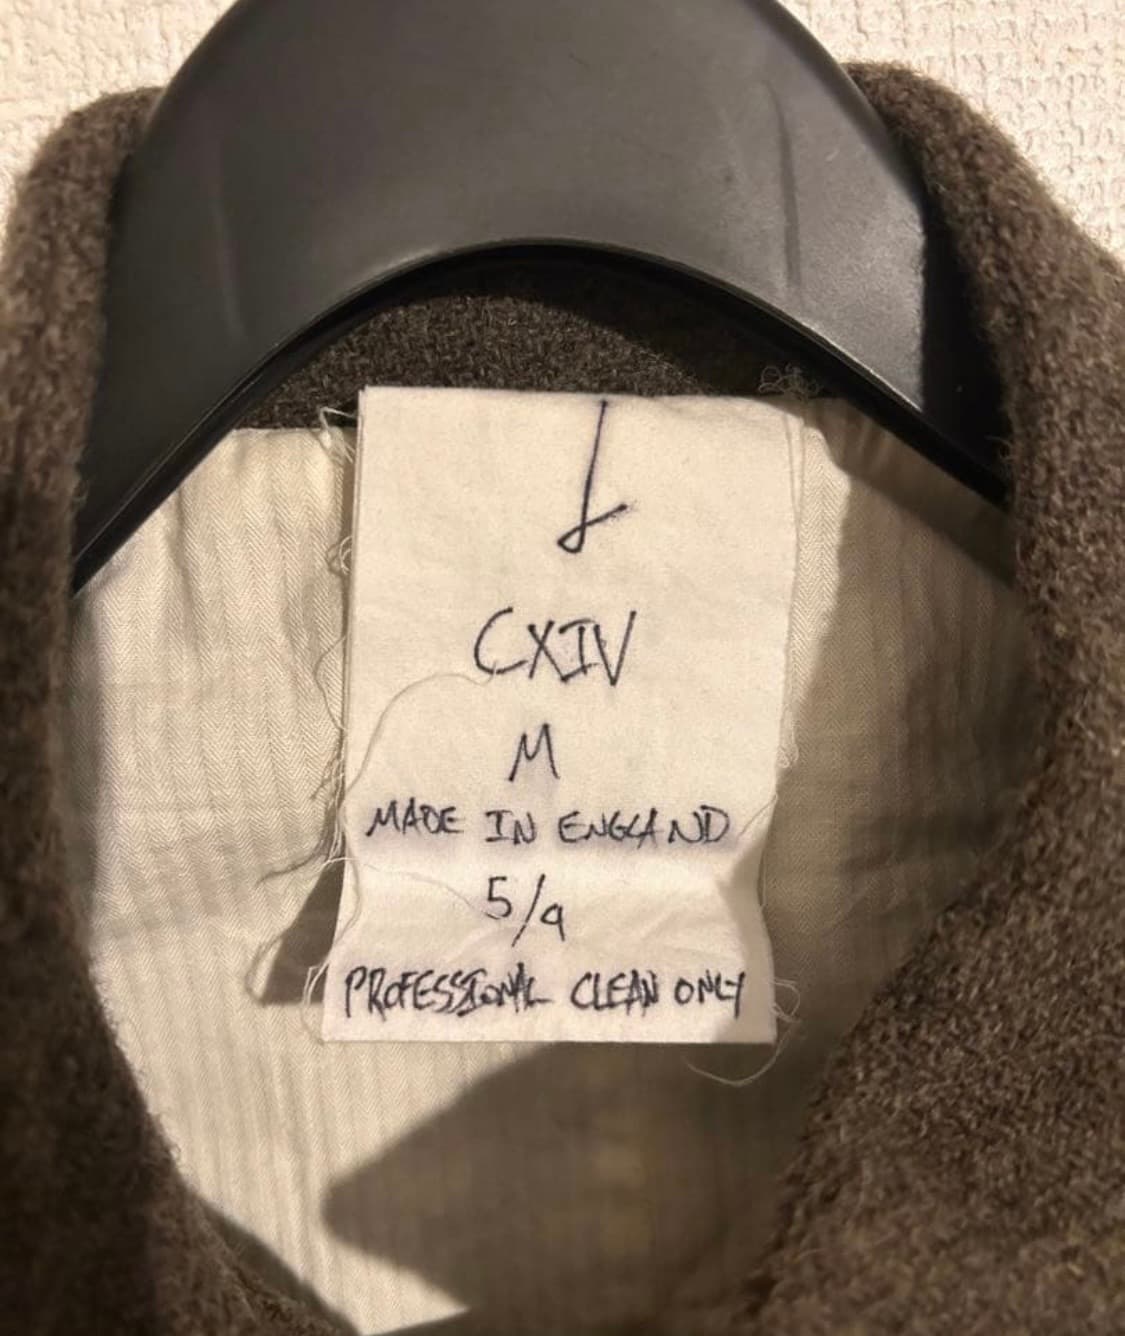 CXIV
M
MADE IN ENGLAND
5/9
PROFESSIONAL CLEAN ONLY